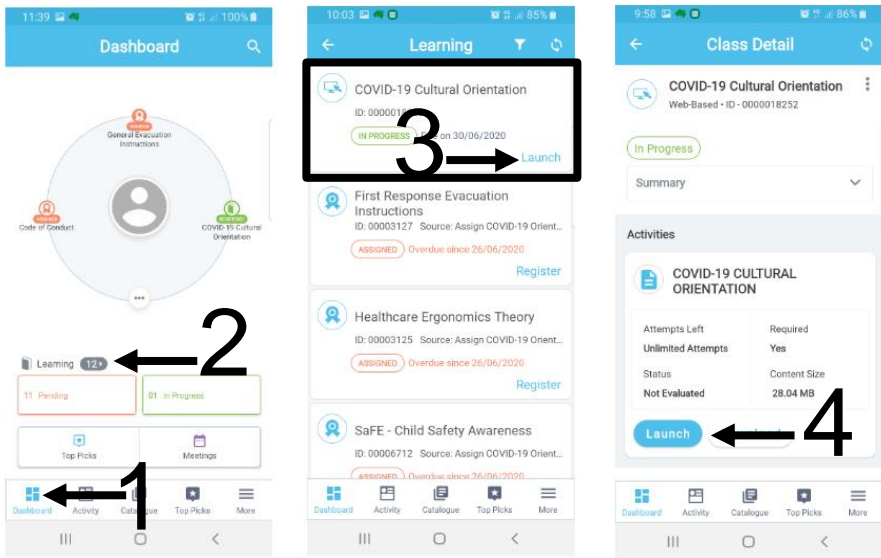 11:39 100%
Dashboard
General Evacuation
Instructions
Code of Conduct
COVID-19 Cultural
Orientation
Learning 12
2
11 Pending
01 In Progress
Top Picks
Meetings
1
Dashboard Activity Catalogue Top Picks More
10:03 85%
Learning
COVID-19 Cultural Orientation
IN PROGRESS on 30/06/2020
3
Launch
First Response Evacuation
Instructions
ID: 00003127 Source: Assign COVID-19 Orient...
ASSIGNED Overdue since 26/06/2020
Register
Healthcare Ergonomics Theory
ID: 00003125 Source: Assign COVID-19 Orient...
ASSIGNED Overdue since 26/06/2020
Register
SaFE - Child Safety Awareness
ID: 00006712 Source: Assign COVID-19 Orient...
ASSIGNED Overdue since 26/06/2020
Dashboard Activity Catalogue Top Picks More
9:58 86%
Class Detail
COVID-19 Cultural Orientation
Web-Based • ID - 0000018252
In Progress
Summary
Activities
COVID-19 CULTURAL
ORIENTATION
Attempts Left Required
Unlimited Attempts Yes
Status Content Size
Not Evaluated 28.04 MB
Launch
4
Dashboard Activity Catalogue Top Picks More